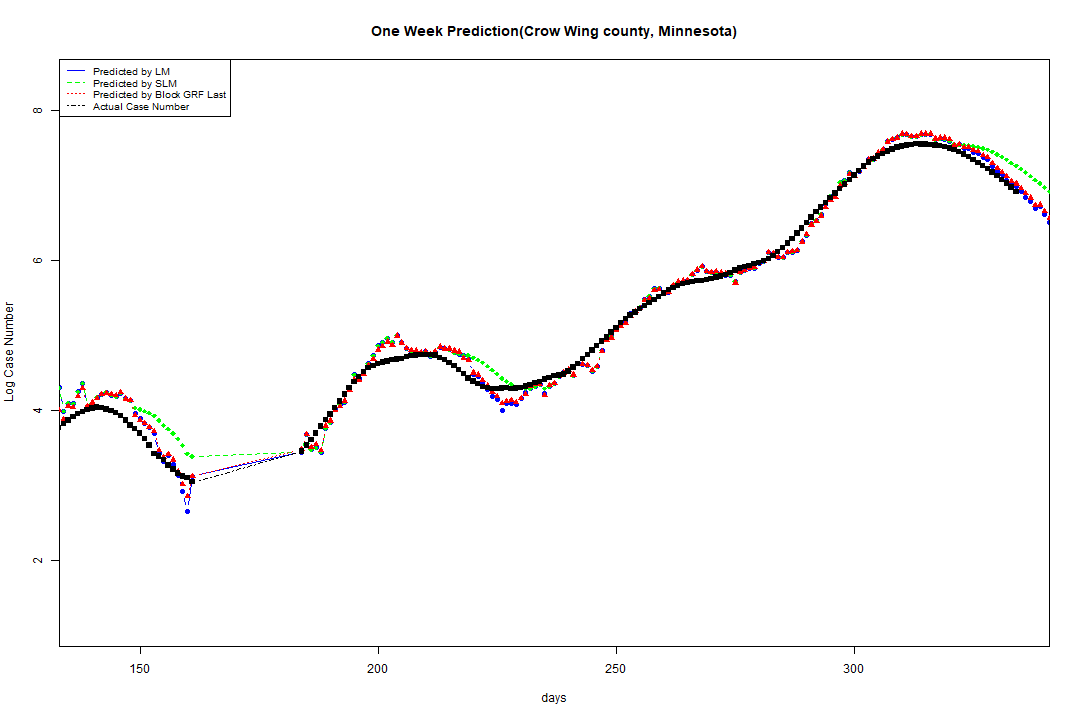 One Week Prediction(Crow Wing county, Minnesota)
Predicted by LM
Predicted by SLM
Predicted by Block GRF Last
Actual Case Number
8
6
4
2
Log Case Number
150 200 250 300
days